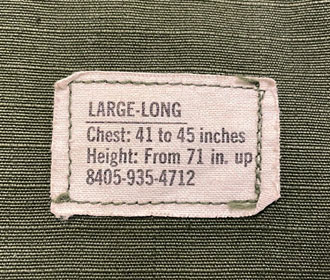 LARGE-LONG
Chest: 41 to 45 inches
Height: From 71 in. up
8405-935-4712